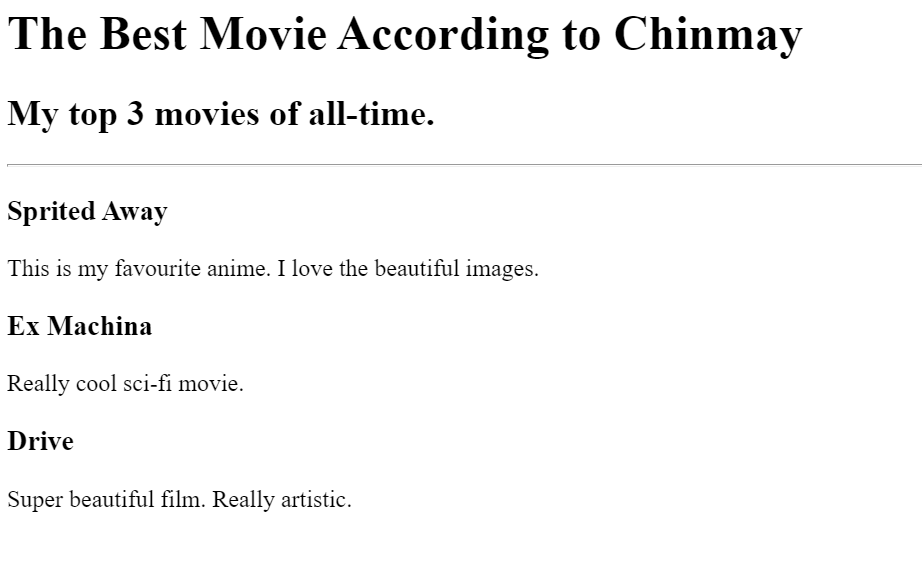 The Best Movie According to Chinmay
My top 3 movies of all-time.
Sprited Away
This is my favourite anime. I love the beautiful images.
Ex Machina
Really cool sci-fi movie.
Drive
Super beautiful film. Really artistic.